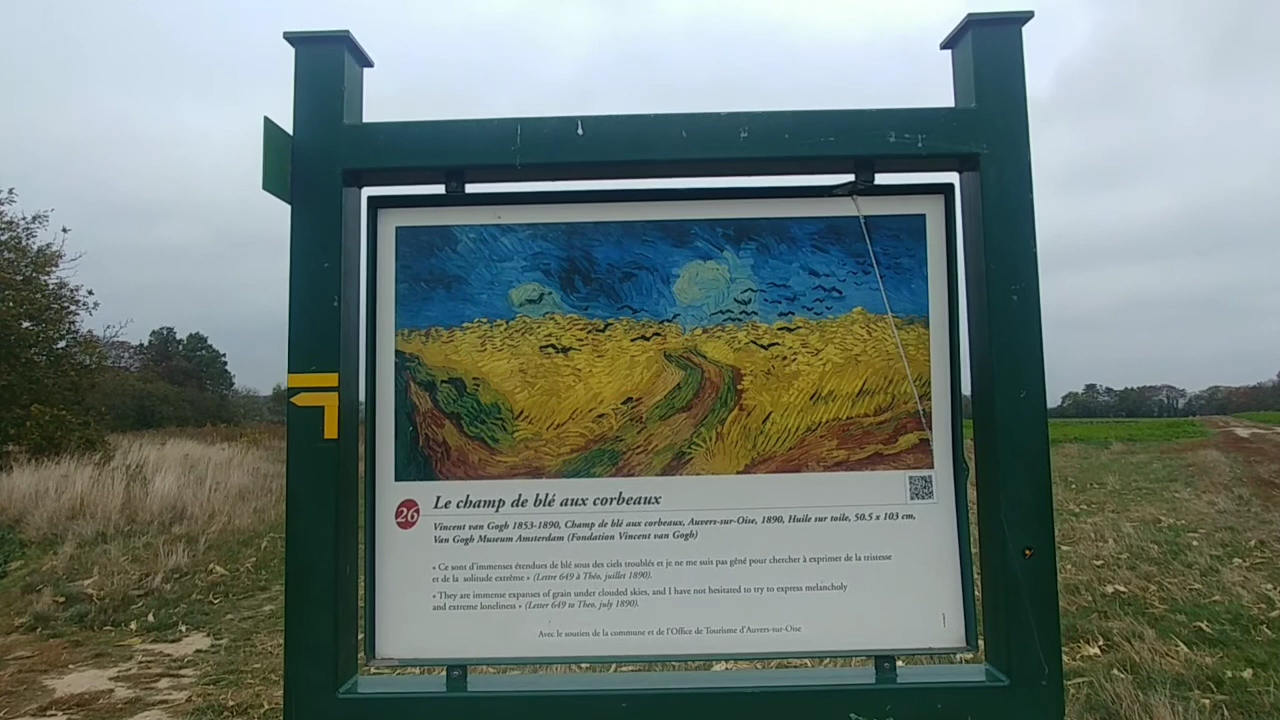 Le champ de blé aux corbeaux
26
Vincent van Gogh 1853-1890, Champ de blé aux corbeaux, Auvers-sur-Oise, 1890, Huile sur toile, 50.5 x 103 cm,
Van Gogh Museum Amsterdam (Fondation Vincent van Gogh)
« Ce sont d'immenses étendues de blé sous des ciels troublés et je ne me suis pas gêné pour chercher à exprimer de la tristesse
et de la solitude extrême » (Lettre 649 à Théo, juillet 1890).
« They are immense expanses of grain under clouded skies, and I have not hesitated to try to express melancholy
and extreme loneliness » (Letter 649 to Theo, july 1890).
Avec le soutien de la commune et de l'Office de Tourisme d'Auvers-sur-Oise